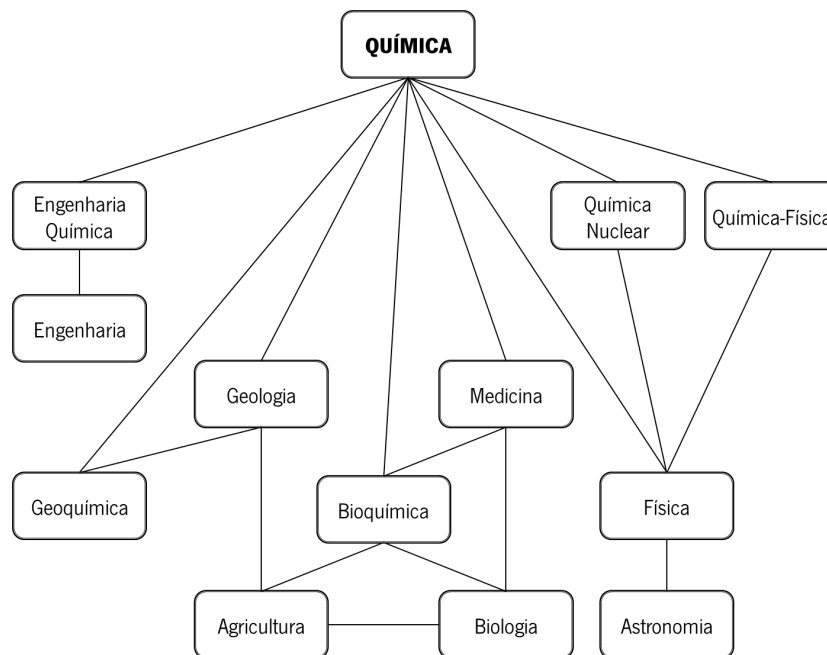 QUÍMICA
Engenharia
Química
Química
Nuclear
Química-Física
Engenharia
Geologia
Medicina
Geoquímica
Bioquímica
Física
Agricultura
Biologia
Astronomia